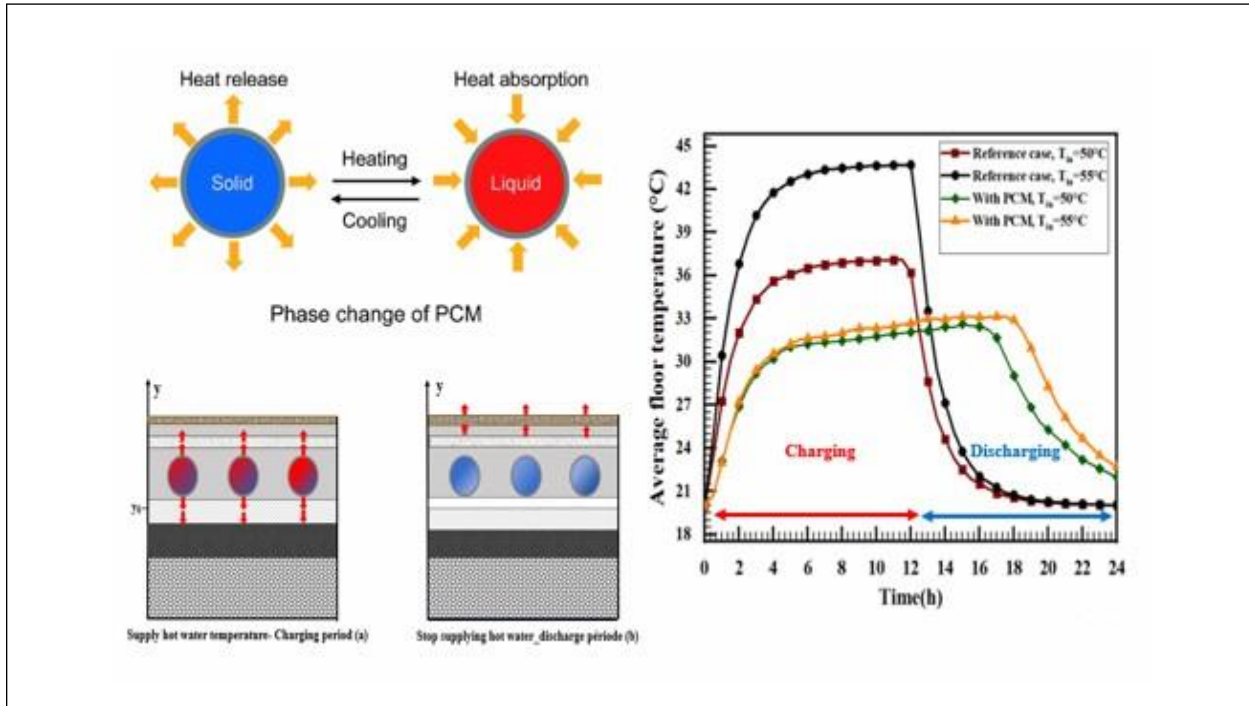 Heat release
Heat absorption
Solid
Heating
Cooling
Liquid
Phase change of PCM
y
y
Supply hot water temperature- Charging period (a)
Stop supplying hot water_discharge période (b)
Average floor temperature (°C)
45
42
39
36
33
30
27
24
21
18
Reference case, Tin=50°C
Reference case, Tin=55°C
With PCM, Tin=50°C
With PCM, Tin=55°C
Charging
Discharging
0 2 4 6 8 10 12 14 16 18 20 22 24
Time(h)